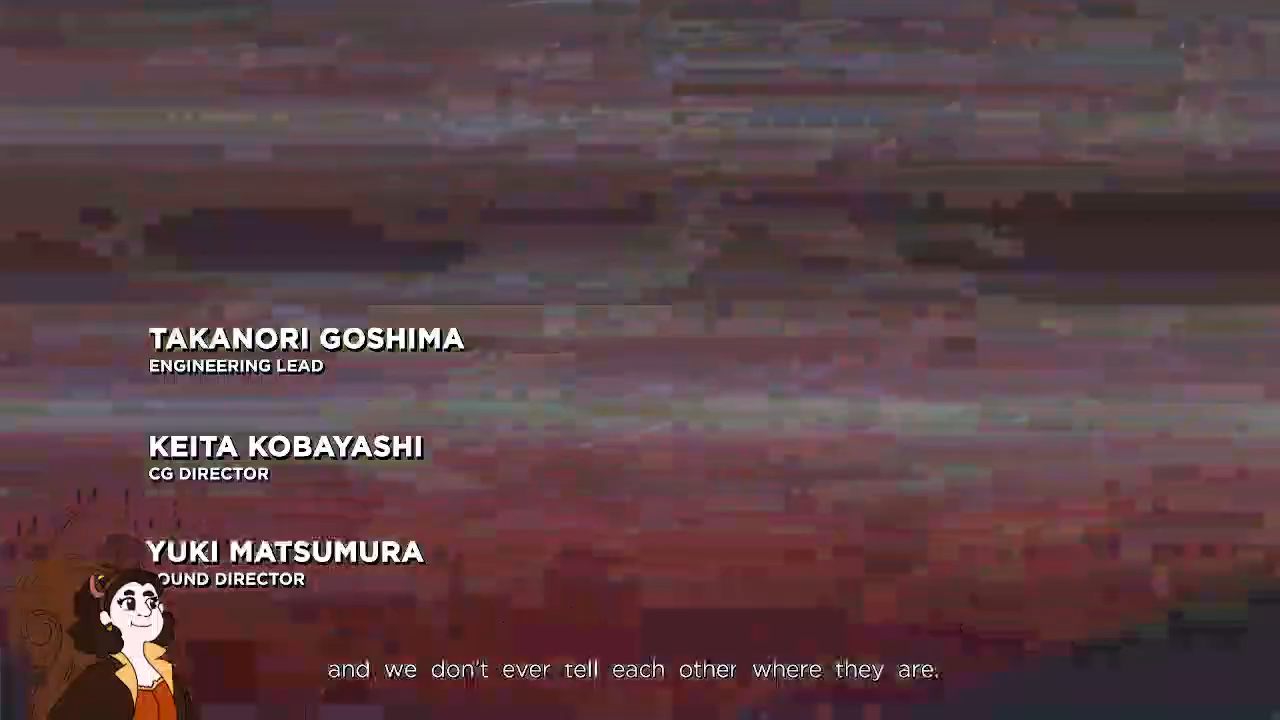 TAKANORI GOSHIMA
ENGINEERING LEAD
KEITA KOBAYASHI
CG DIRECTOR
YUKI MATSUMURA
OUND DIRECTOR
and we don't ever tell each other where they are.